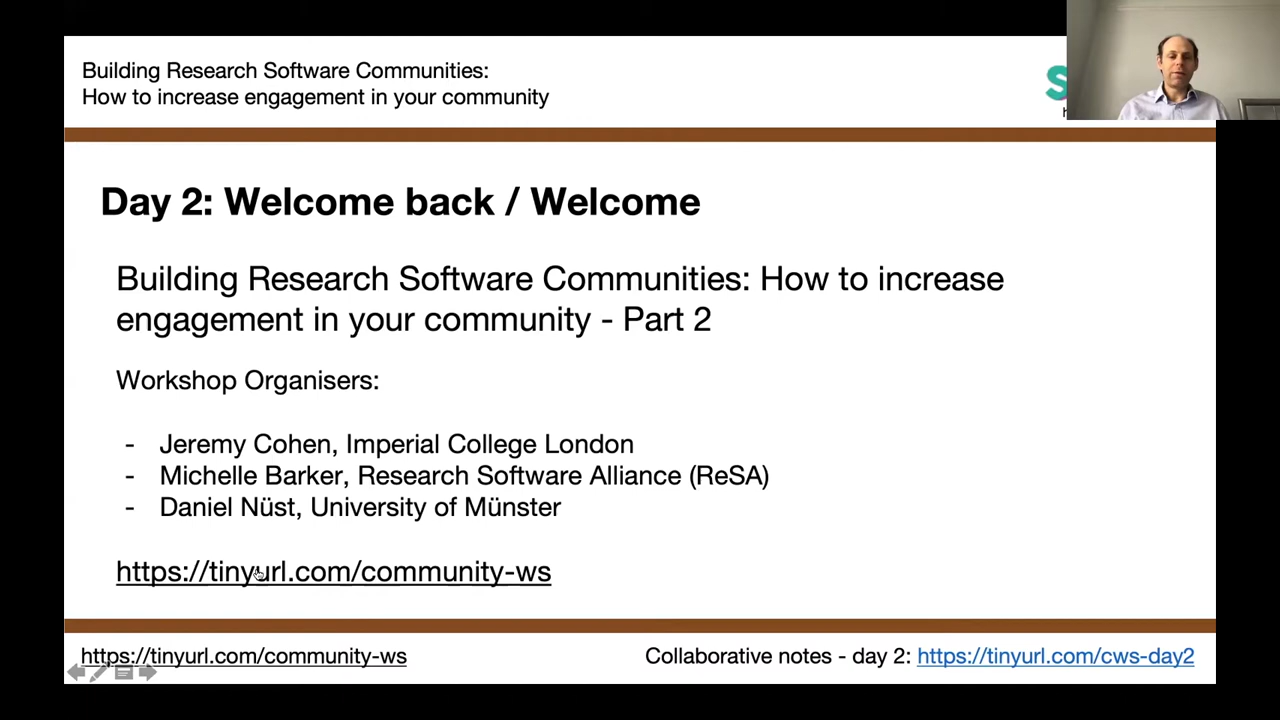 Building Research Software Communities:
How to increase engagement in your community
Day 2: Welcome back / Welcome
Building Research Software Communities: How to increase
engagement in your community - Part 2
Workshop Organisers:
- Jeremy Cohen, Imperial College London
- Michelle Barker, Research Software Alliance (ReSA)
- Daniel Nüst, University of Münster
https://tinyurl.com/community-ws
https://tinyurl.com/community-ws
Collaborative notes - day 2: https://tinyurl.com/cws-day2